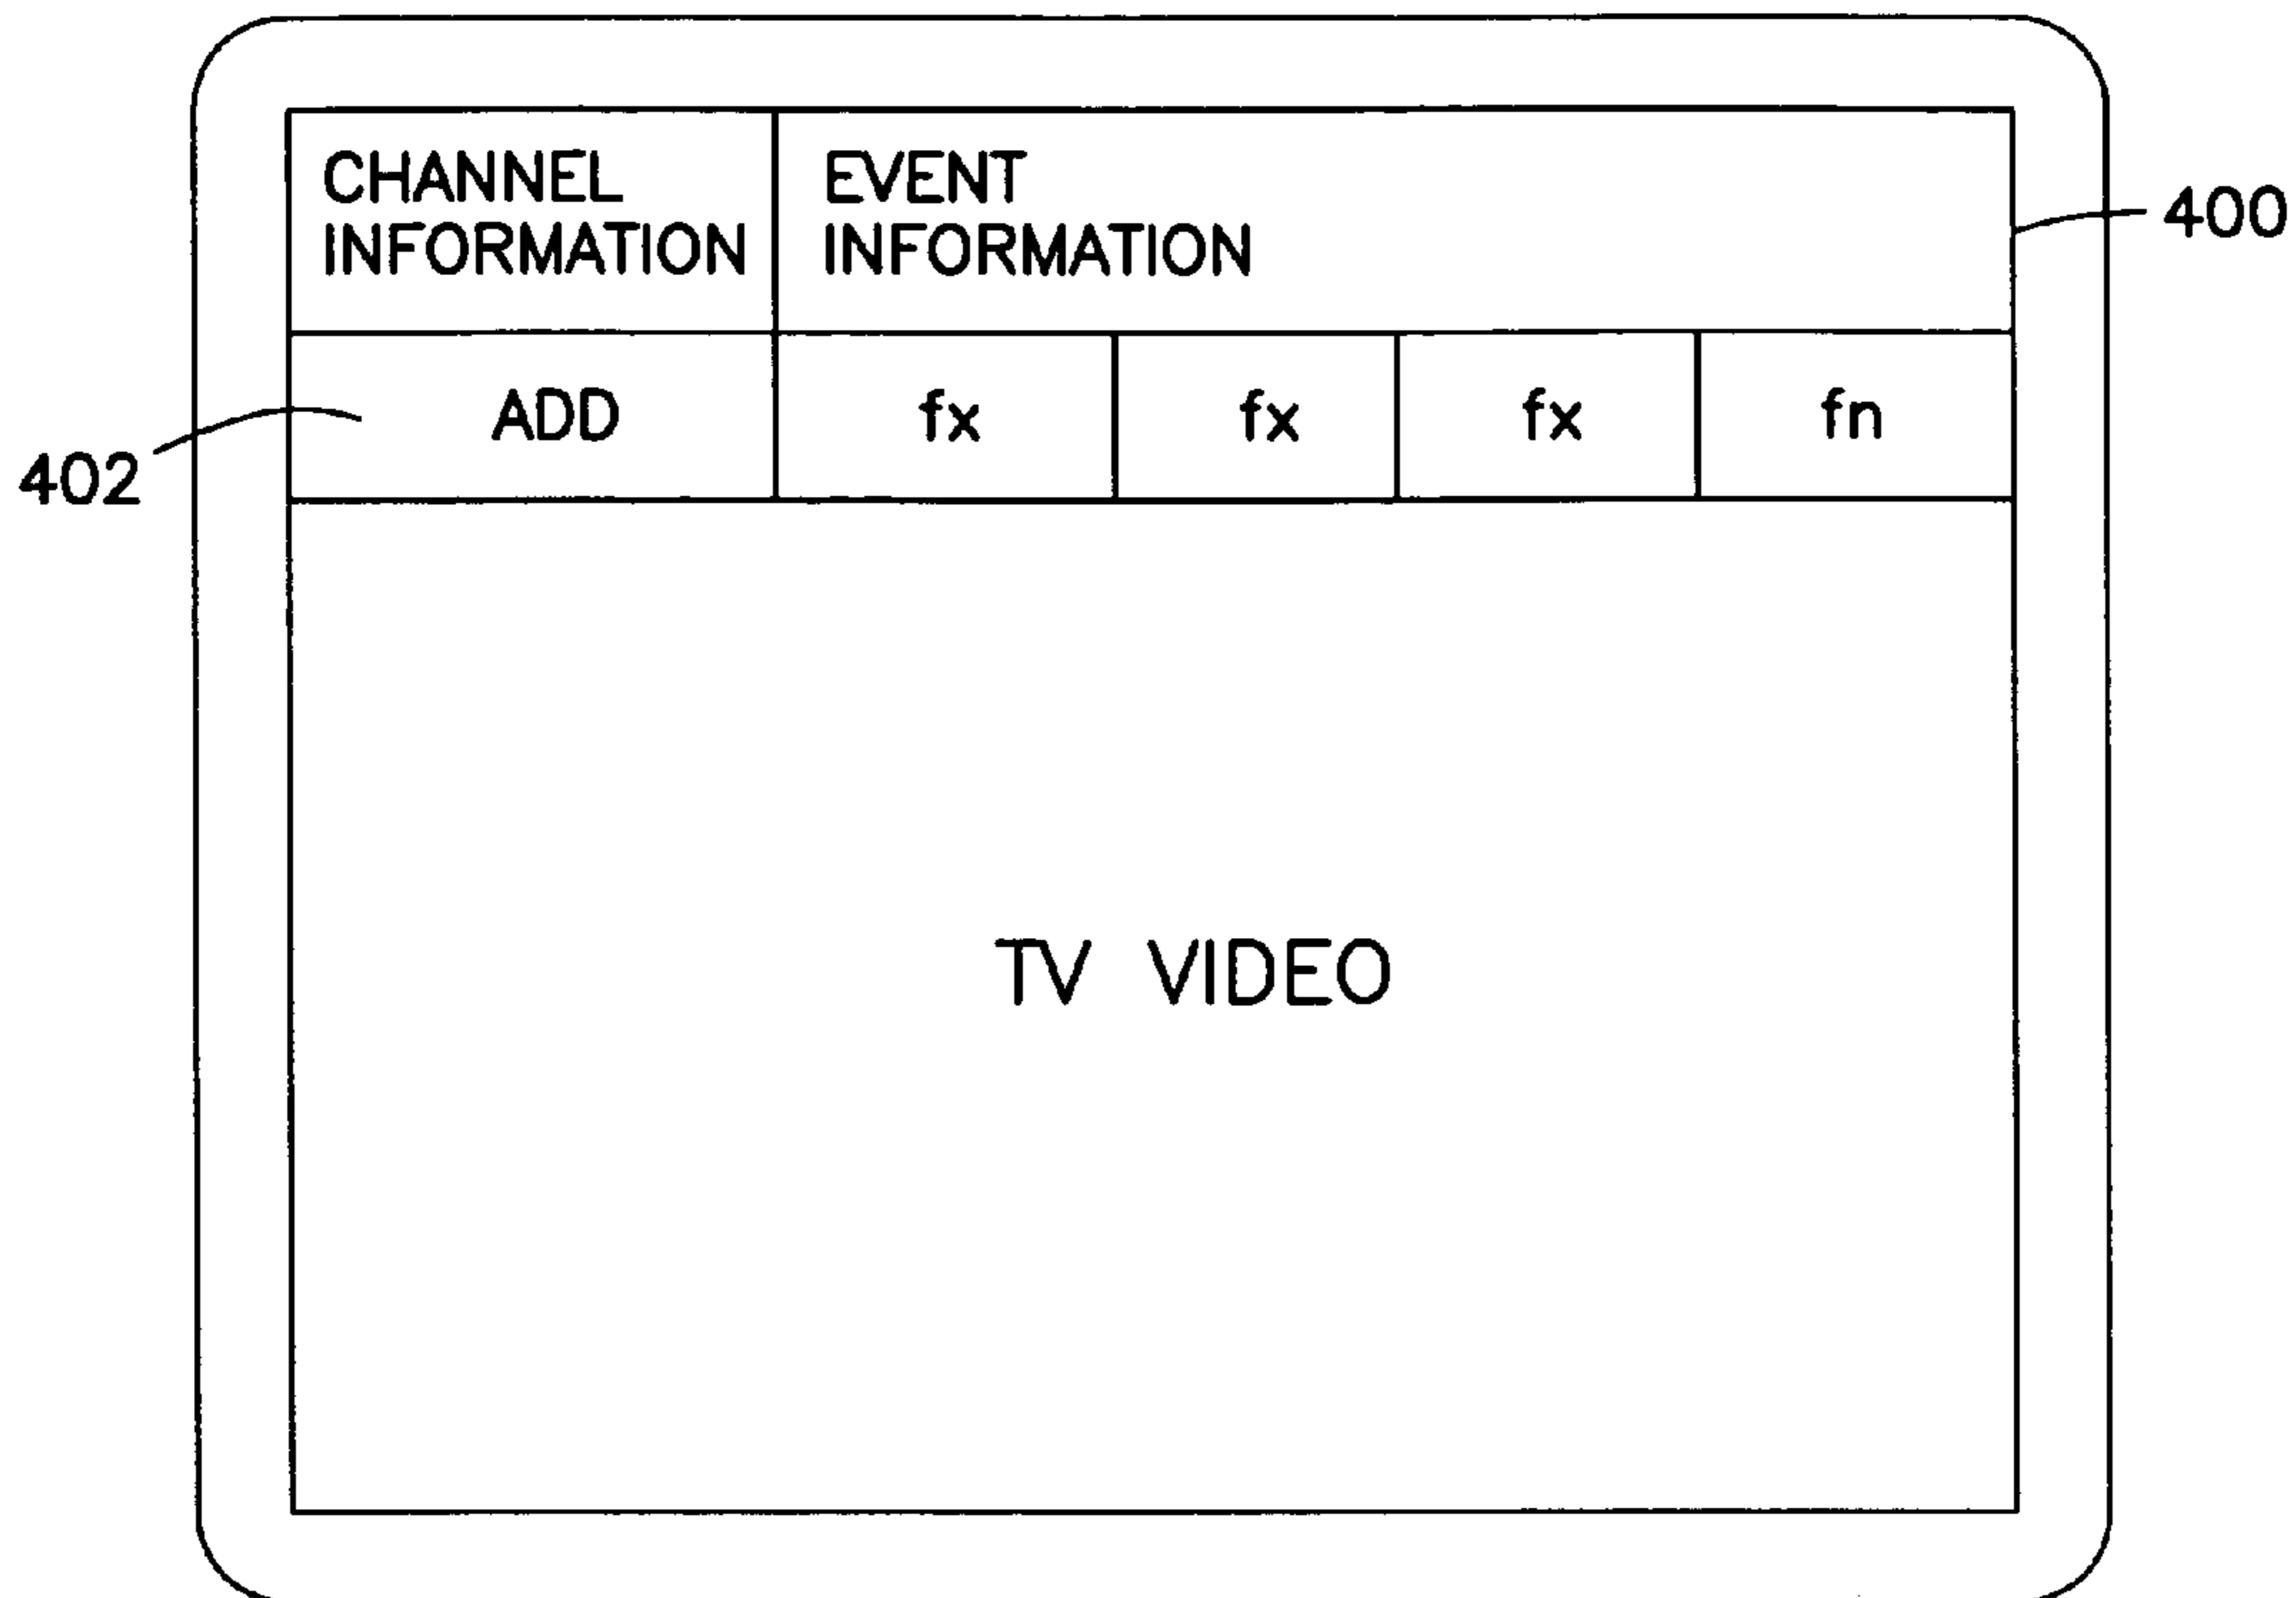 CHANNEL
INFORMATION
EVENT
INFORMATION
400
ADD
fx
fx
fx
fn
402
TV VIDEO